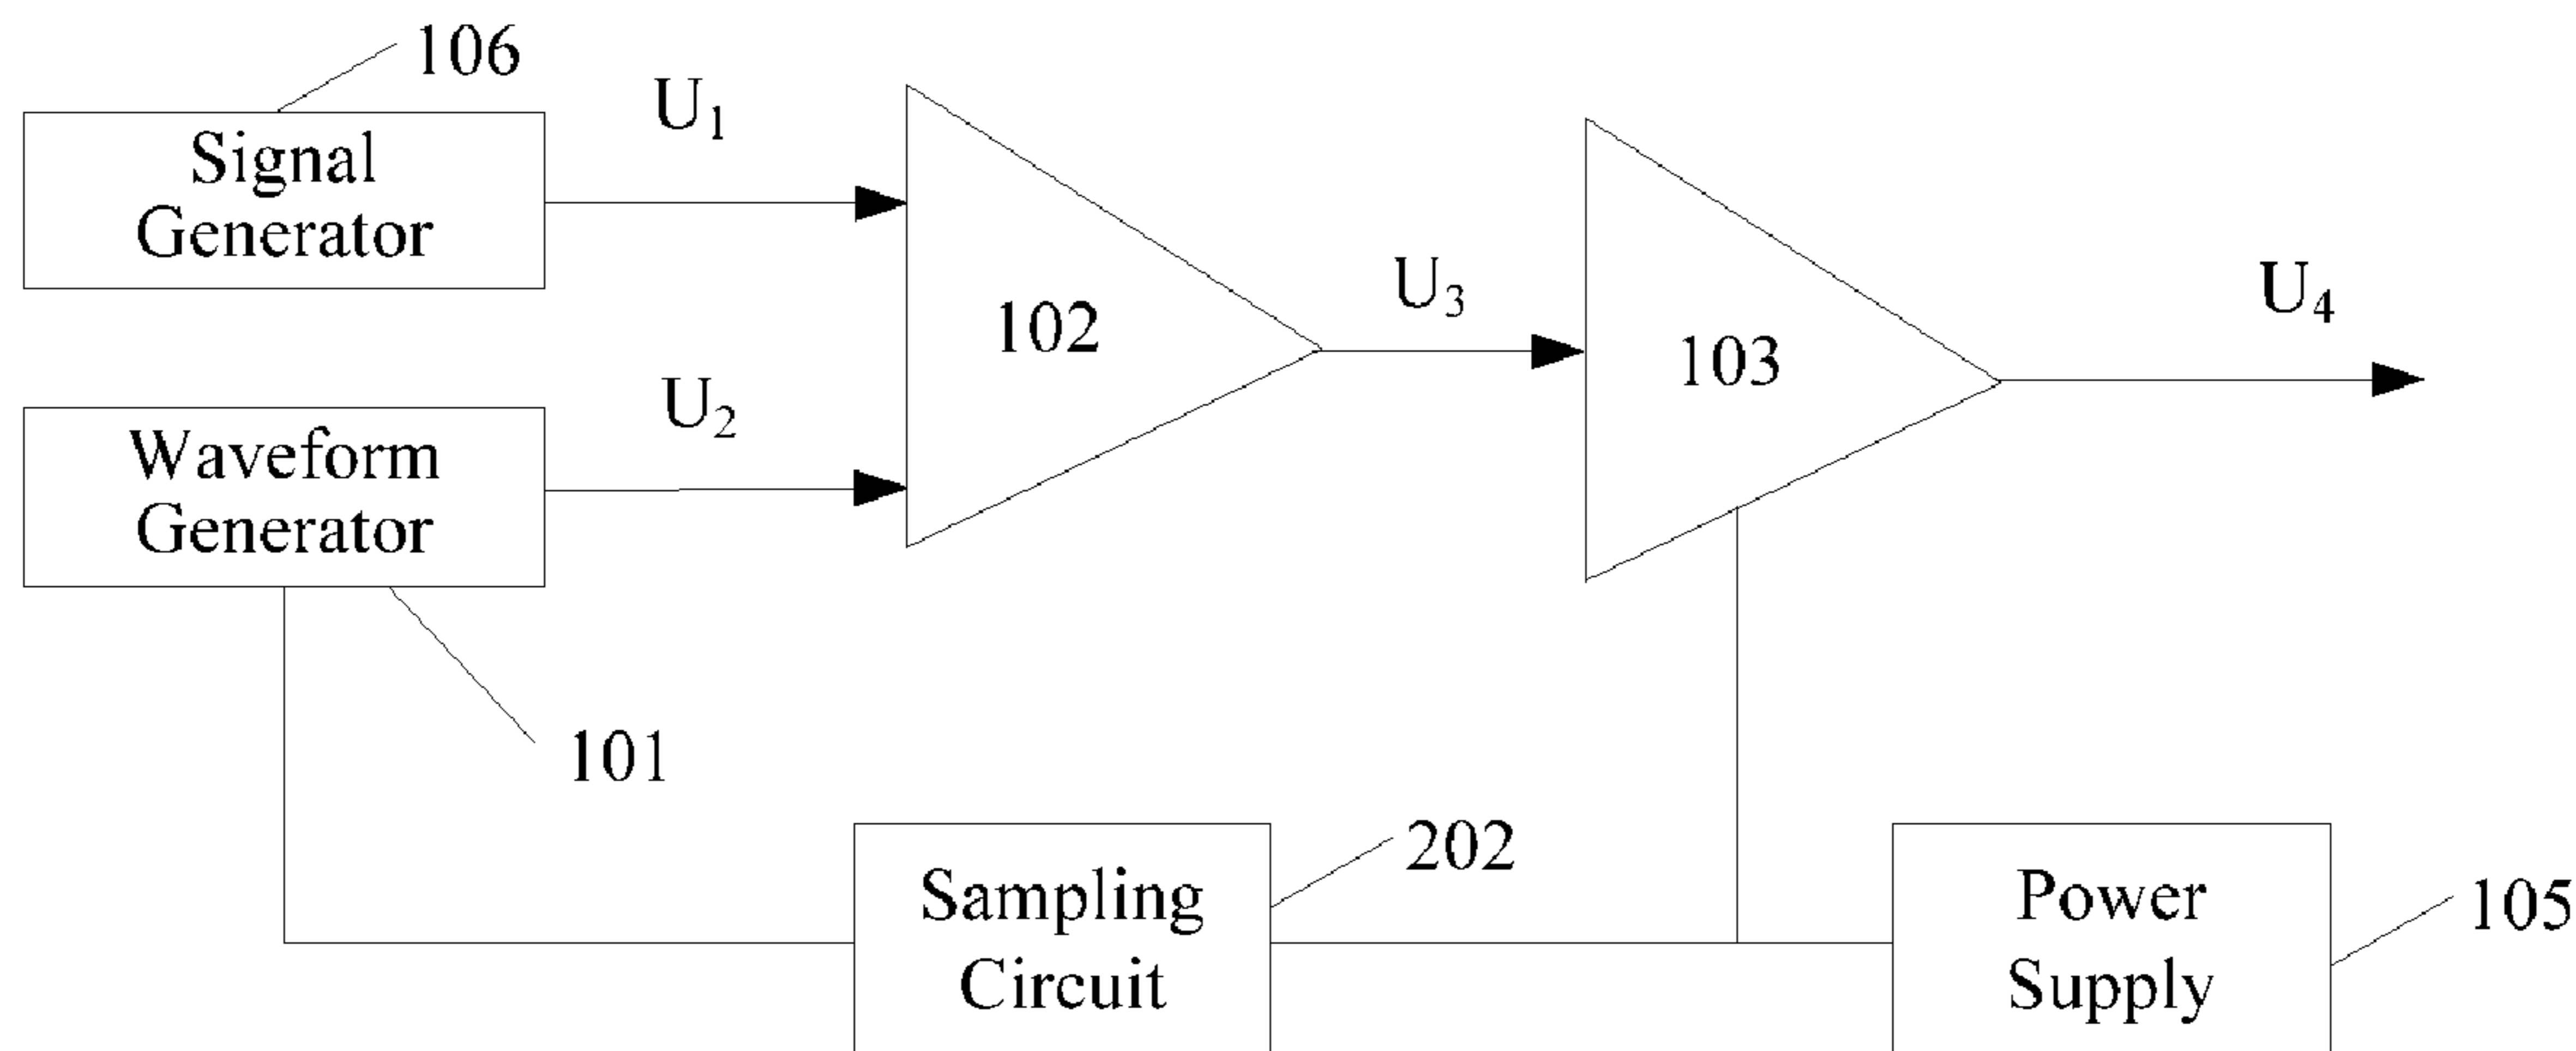 106
Signal
Generator
U₁
102
U₃
103
U₄
Waveform
Generator
U₂
101
Sampling
Circuit
202
Power
Supply
105